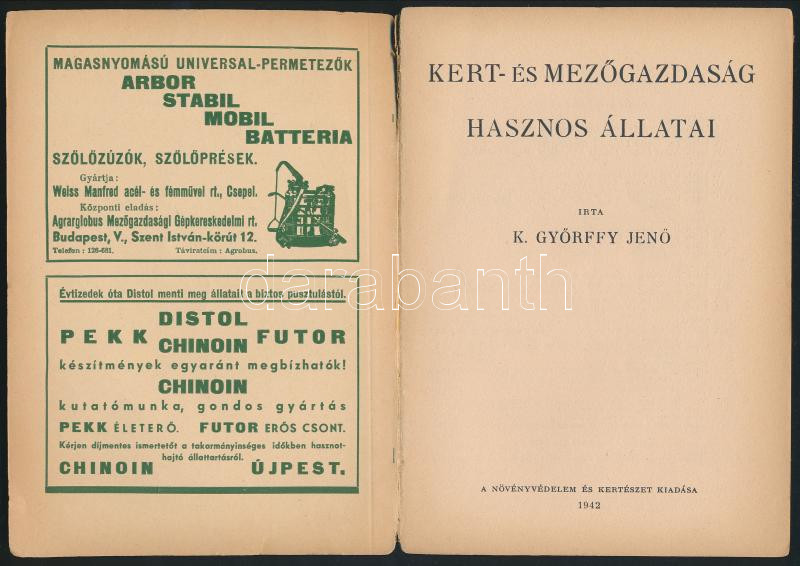 MAGASNYOMÁSÚ UNIVERSAL-PERMETEZŐK
ARBOR
STABIL
MOBIL
BATTERIA
SZŐLŐZÚZÓK, SZŐLŐPRÉSEK.
Gyártja:
Weiss Manfred acél- és fémművel rt., Csepel.
Központi eladás:
Agrarglobus Mezőgazdasági Gépkereskedelmi rt.
Budapest, V., Szent István-körút 12.
Telefon: 126-681. Táviratcím: Agrobus.
Évtizedek óta Distol menti meg állatait a biztos pusztulástól.
DISTOL
PEKK CHINOIN FUTOR
készítmények egyaránt megbízhatók!
CHINOIN
kutatómunka, gondos gyártás
PEKK ÉLETERŐ. FUTOR ERŐS CSONT.
Kérjen díjmentes ismertetőt a takarmányinséges időkben hasznot-
hajtó állattartásról.
CHINOIN ÚJPEST.
KERT- ÉS MEZŐGAZDASÁG
HASZNOS ÁLLATAI
IRTA
K. GYŐRFFY JENŐ
A NÖVÉNYVÉDELEM ÉS KERTÉSZET KIADÁSA
1942
darabanth